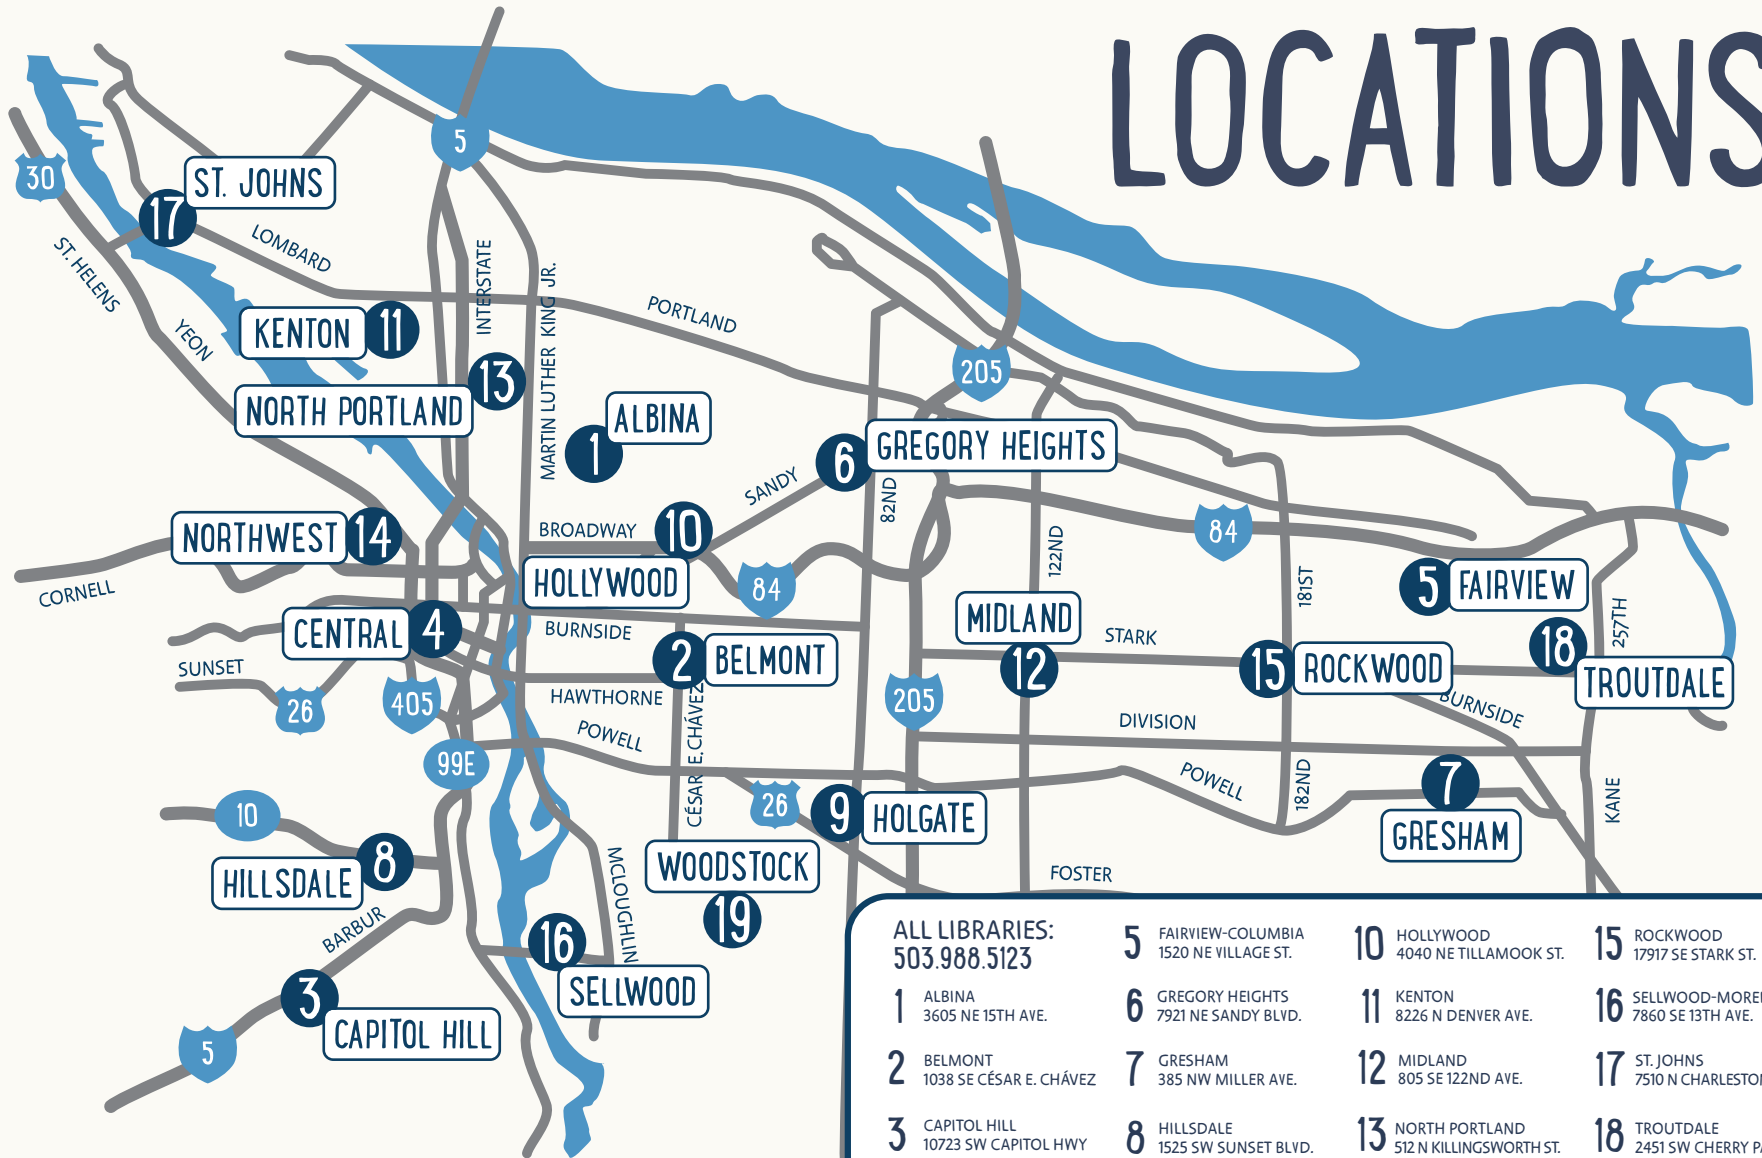 LOCATIONS
5
30
ST. JOHNS
17
LOMBARD
ST. HELENS
INTERSTATE
MARTIN LUTHER KING JR.
PORTLAND
YEON
KENTON
11
205
13
NORTH PORTLAND
ALBINA
1
6
GREGORY HEIGHTS
SANDY
82ND
NORTHWEST
14
BROADWAY
10
84
122ND
HOLLYWOOD
84
181ST
5
FAIRVIEW
CORNELL
CENTRAL
4
BURNSIDE
MIDLAND
STARK
257TH
18
TROUTDALE
2
BELMONT
12
15
ROCKWOOD
SUNSET
26
405
HAWTHORNE
CÉSAR E. CHÁVEZ
205
BURNSIDE
DIVISION
POWELL
99E
POWELL
182ND
7
GRESHAM
KANE
10
26
9
HOLGATE
8
HILLSDALE
MCLOUGHLIN
WOODSTOCK
19
FOSTER
BARBUR
16
SELLWOOD
3
CAPITOL HILL
5
ALL LIBRARIES:
503.988.5123
1 ALBINA
3605 NE 15TH AVE.
2 BELMONT
1038 SE CÉSAR E. CHÁVEZ
3 CAPITOL HILL
10723 SW CAPITOL HWY
5 FAIRVIEW-COLUMBIA
1520 NE VILLAGE ST.
6 GREGORY HEIGHTS
7921 NE SANDY BLVD.
7 GRESHAM
385 NW MILLER AVE.
8 HILLSDALE
1525 SW SUNSET BLVD.
10 HOLLYWOOD
4040 NE TILLAMOOK ST.
11 KENTON
8226 N DENVER AVE.
12 MIDLAND
805 SE 122ND AVE.
13 NORTH PORTLAND
512 N KILLINGSWORTH ST.
15 ROCKWOOD
17917 SE STARK ST.
16 SELLWOOD-MORE
7860 SE 13TH AVE.
17 ST. JOHNS
7510 N CHARLESTON
18 TROUTDALE
2451 SW CHERRY